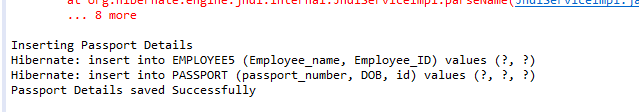 at org.hibernate.engine.jndi.internal.JndiServiceImpl.parseName(JndiServiceImpl.ja
... 8 more
Inserting Passport Details
Hibernate: insert into EMPLOYEE5 (Employee_name, Employee_ID) values (?, ?)
Hibernate: insert into PASSPORT (passport_number, DOB, id) values (?, ?, ?)
Passport Details saved Successfully